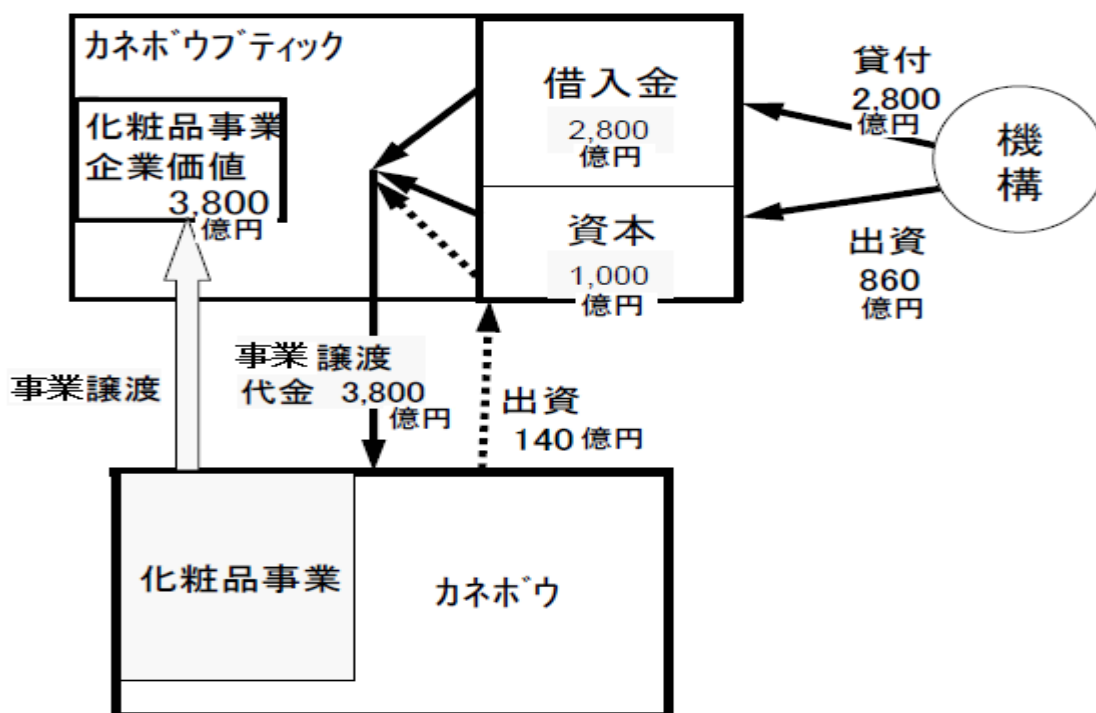 カネボウブティック
化粧品事業
企業価値
3,800
億円
借入金
2,800
億円
資本
1,000
億円
貸付
2,800
億円
機
構
出資
860
億円
事業譲渡
事業 譲渡
代金 3,800
億円
出資
140 億円
化粧品事業
カネボウ